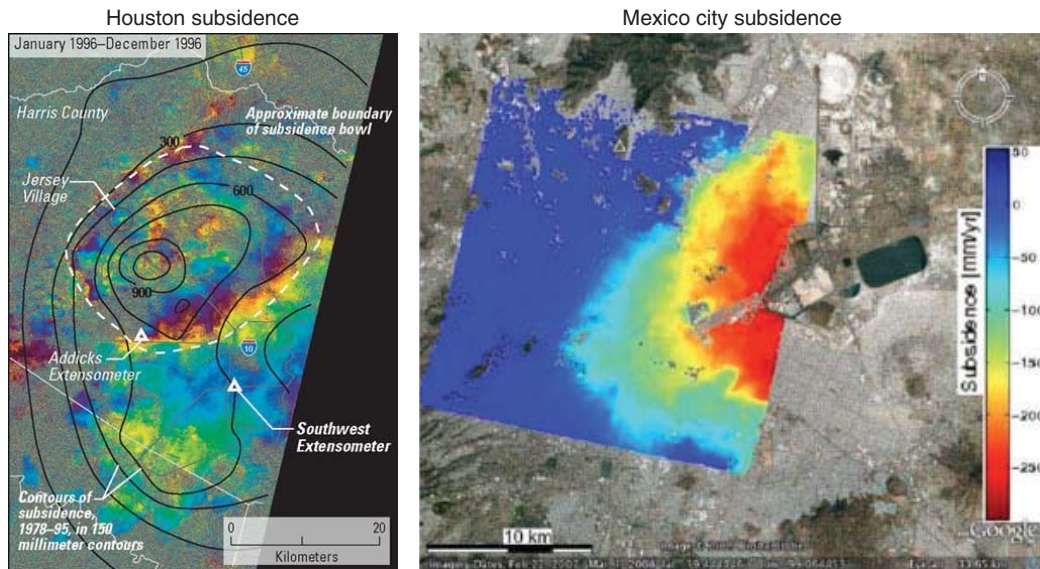 Houston subsidence
January 1996–December 1996
45
Harris County
Approximate boundary
of subsidence bowl
300
Jersey
Village
600
900
Addicks
Extensometer
10
Southwest
Extensometer
Contours of
subsidence,
1978–95, in 150
millimeter contours
0 20
Kilometers
Mexico city subsidence
50
0
−50
−100
−150
−200
−250
Subsidence [mm/yr]
10 km
Google